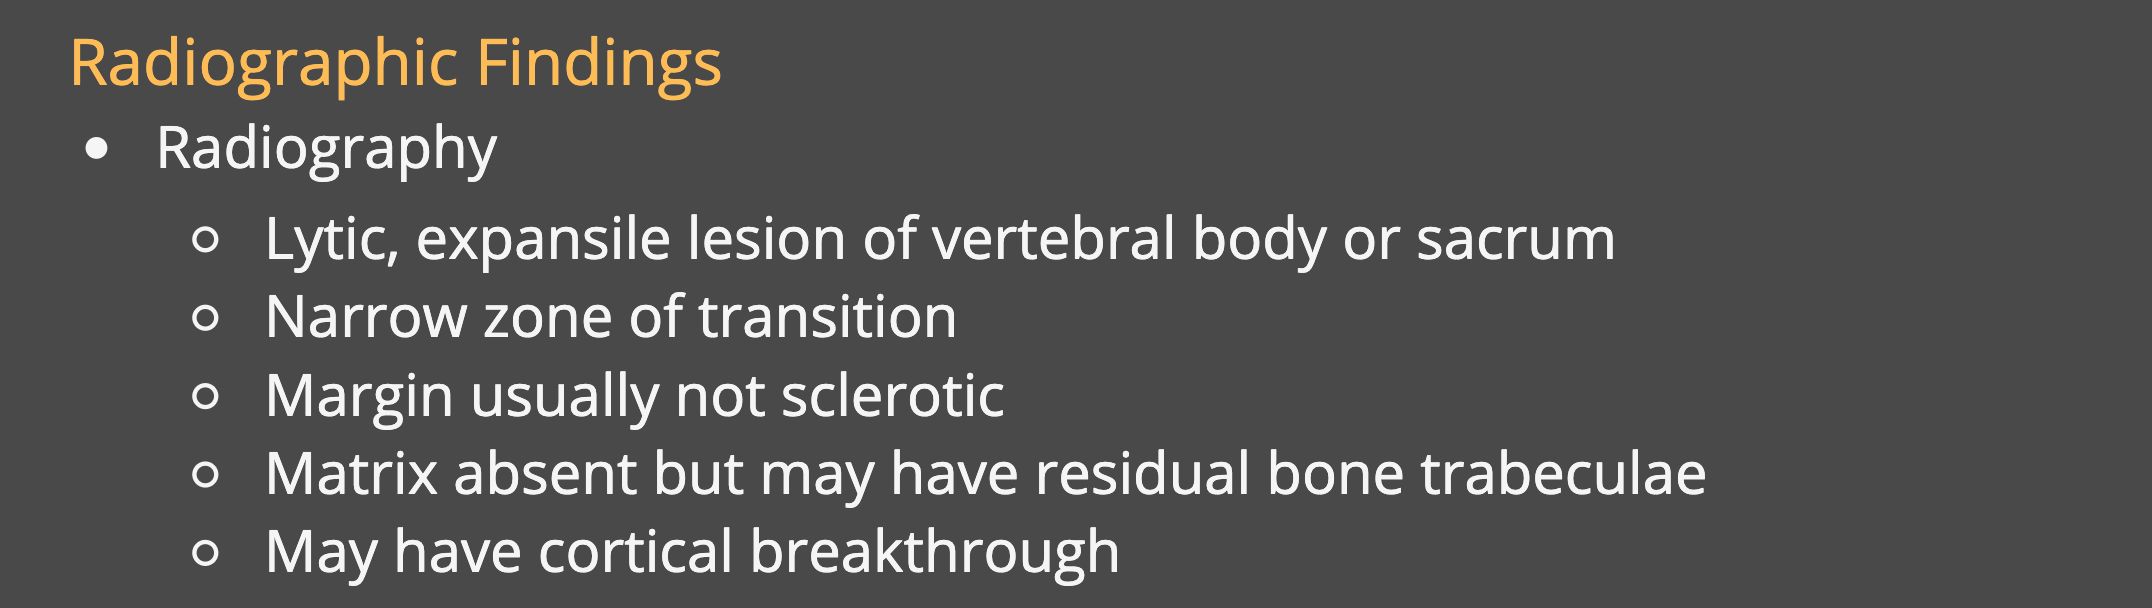 Radiographic Findings
• Radiography
○ Lytic, expansile lesion of vertebral body or sacrum
○ Narrow zone of transition
○ Margin usually not sclerotic
○ Matrix absent but may have residual bone trabeculae
○ May have cortical breakthrough